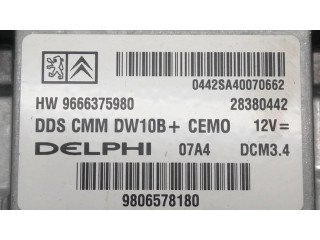 0442SA40070662
HW 9666375980 28380442
DDS CMM DW10B+ CEMO 12V=
DELPHI 07A4 DCM3.4
9806578180